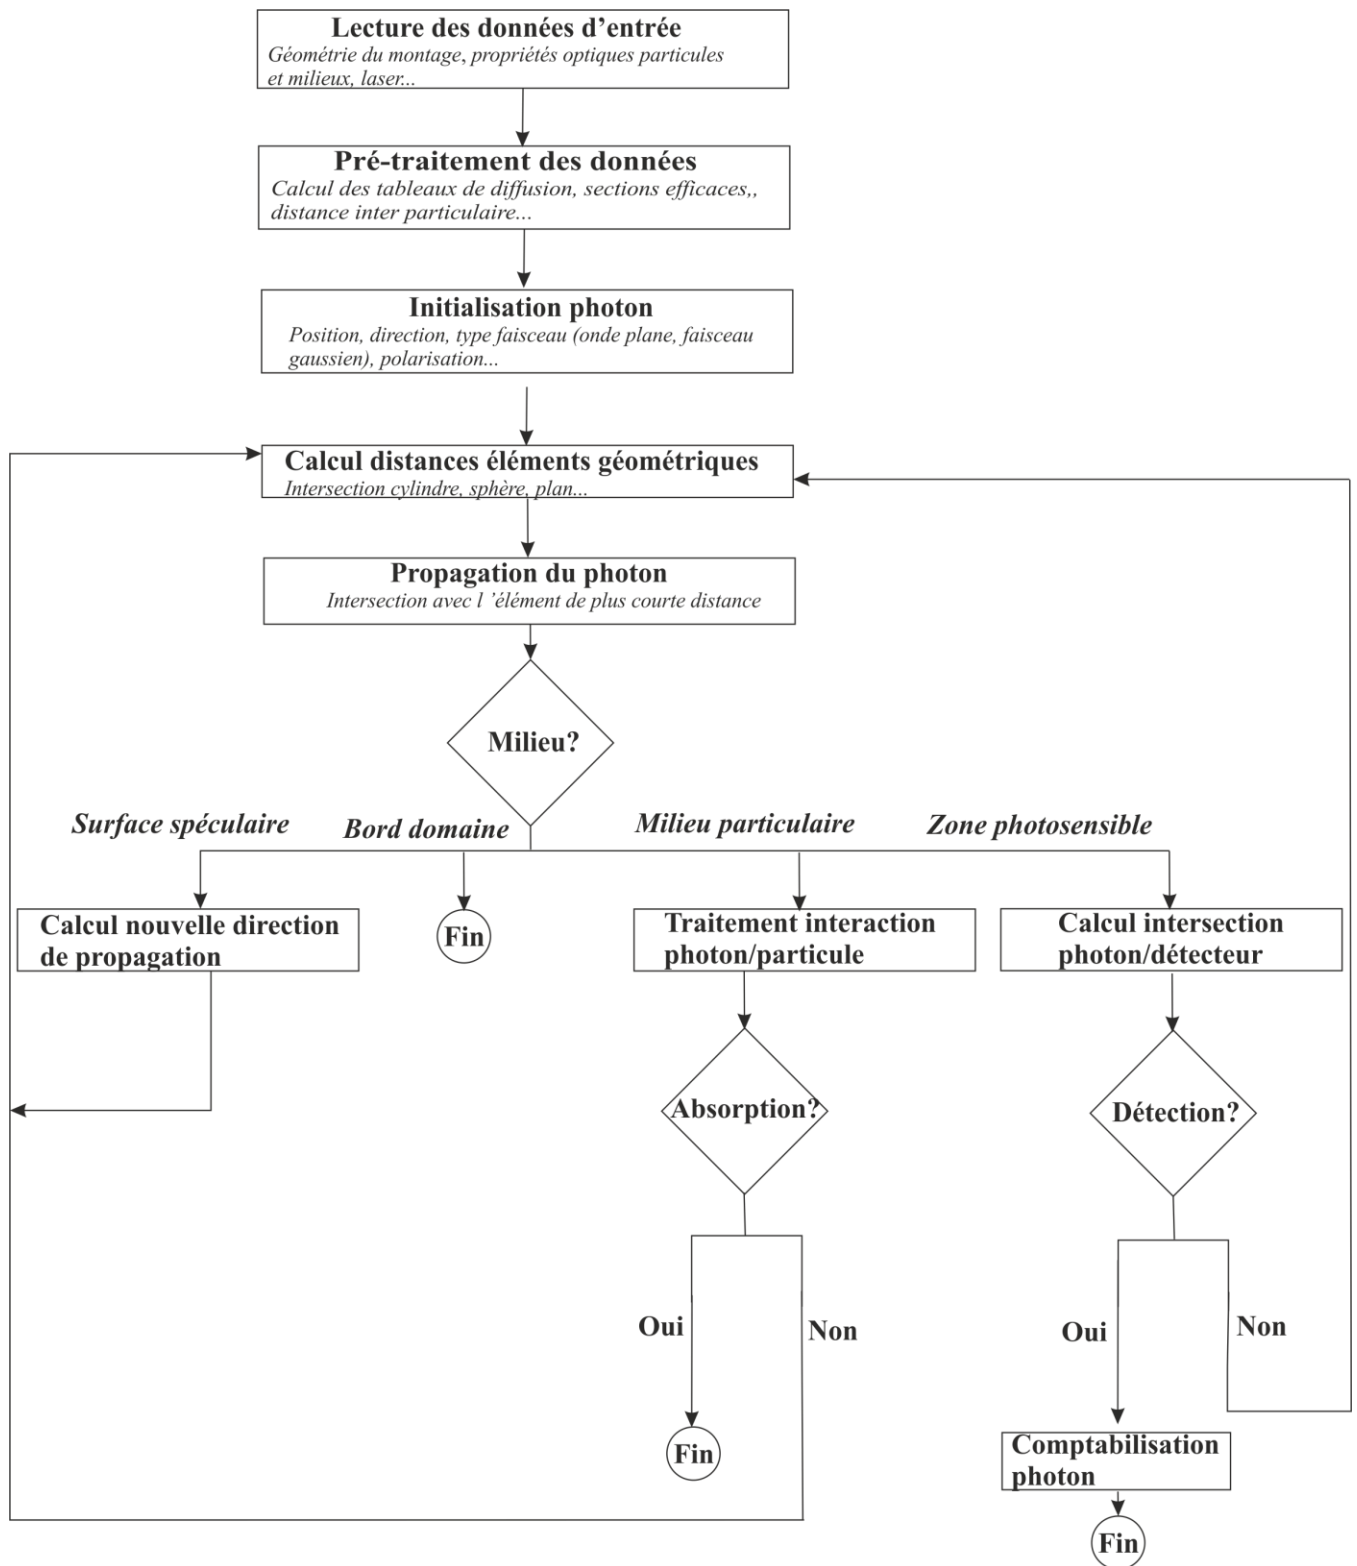 Lecture des données d’entrée
Géométrie du montage, propriétés optiques particules
et milieux, laser...
Pré-traitement des données
Calcul des tableaux de diffusion, sections efficaces,,
distance inter particulaire...
Initialisation photon
Position, direction, type faisceau (onde plane, faisceau
gaussien), polarisation...
Calcul distances éléments géométriques
Intersection cylindre, sphère, plan...
Propagation du photon
Intersection avec l ’élément de plus courte distance
Milieu?
Surface spéculaire
Bord domaine
Milieu particulaire
Zone photosensible
Calcul nouvelle direction
de propagation
Fin
Traitement interaction
photon/particule
Calcul intersection
photon/détecteur
Absorption?
Détection?
Oui
Non
Oui
Non
Fin
Comptabilisation
photon
Fin